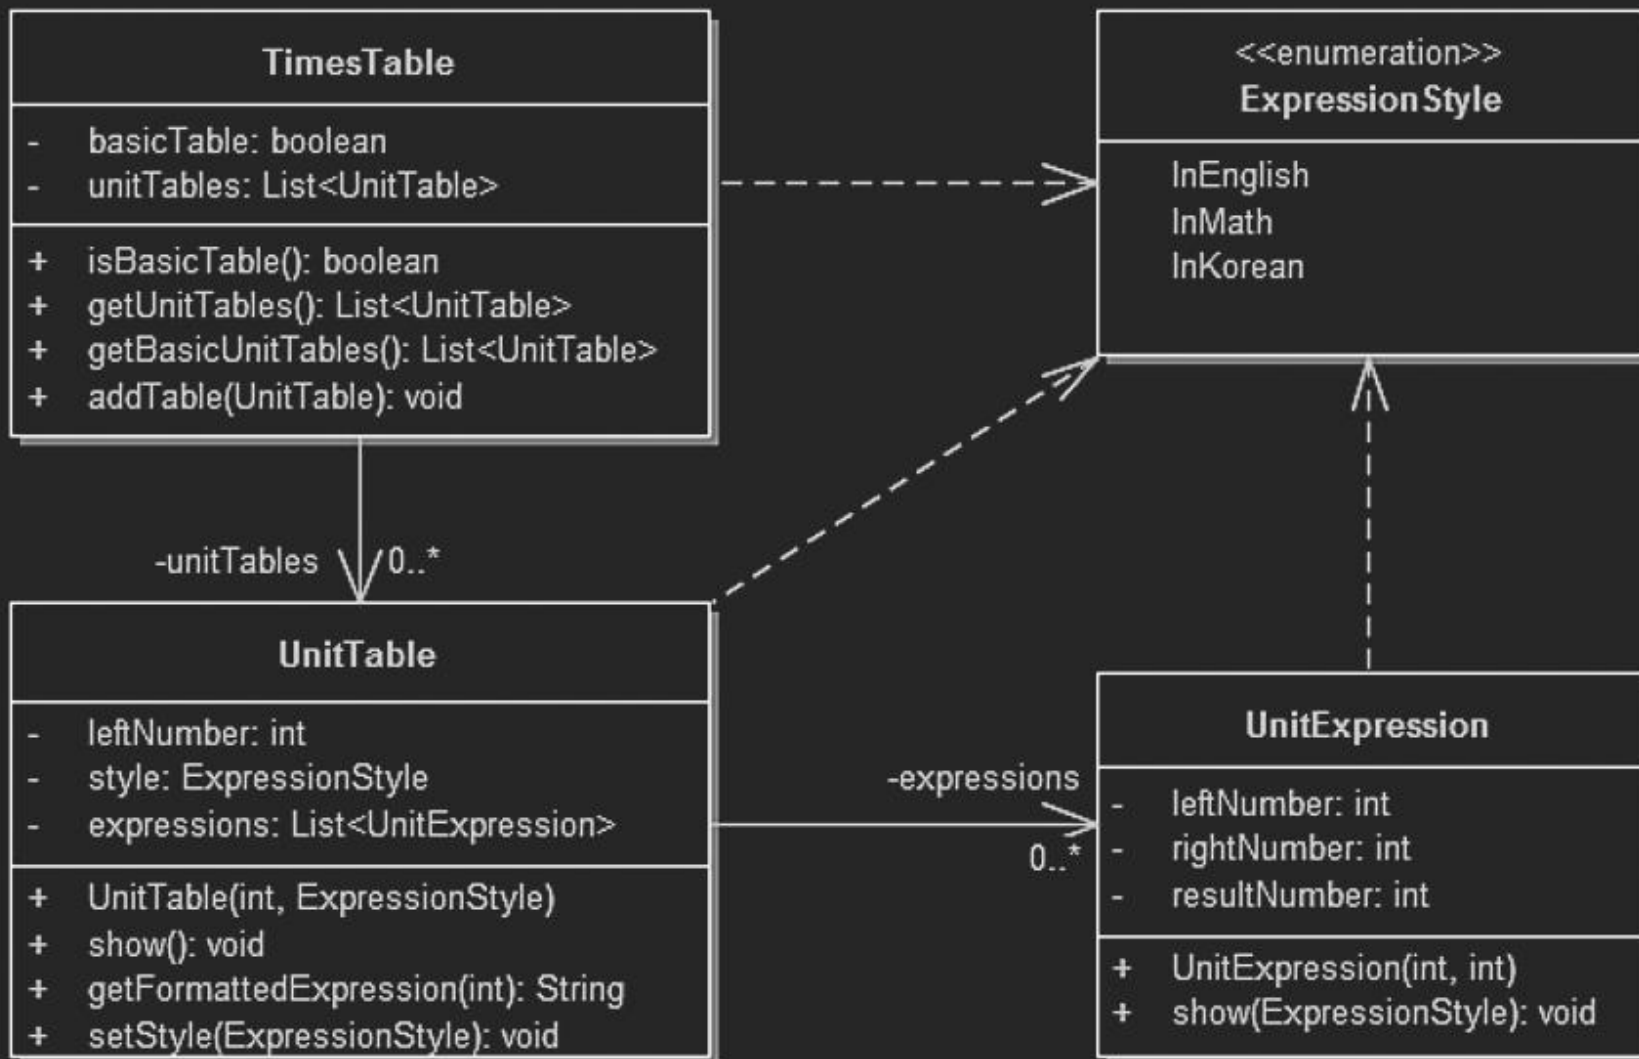 TimesTable
- basicTable: boolean
- unitTables: List<UnitTable>
+ isBasicTable(): boolean
+ getUnitTables(): List<UnitTable>
+ getBasicUnitTables(): List<UnitTable>
+ addTable(UnitTable): void
<<enumeration>>
ExpressionStyle
InEnglish
InMath
InKorean
-unitTables 0..*
UnitTable
- leftNumber: int
- style: ExpressionStyle
- expressions: List<UnitExpression>
+ UnitTable(int, ExpressionStyle)
+ show(): void
+ getFormattedExpression(int): String
+ setStyle(ExpressionStyle): void
-expressions
0..*
UnitExpression
- leftNumber: int
- rightNumber: int
- resultNumber: int
+ UnitExpression(int, int)
+ show(ExpressionStyle): void